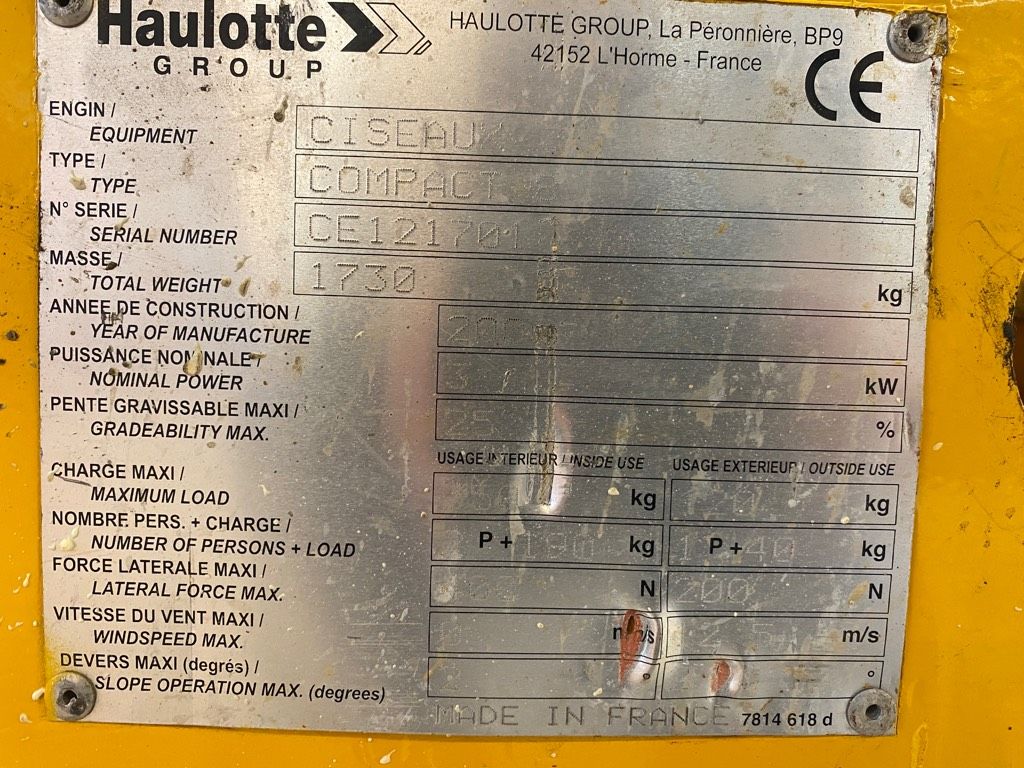 Haulotte
GROUP
HAULOTTE GROUP, La Péronnière, BP9
42152 L'Horme - France
CE
ENGIN /
EQUIPMENT
CISEAU
TYPE /
TYPE
COMPACT
N° SERIE /
SERIAL NUMBER
MASSE /
TOTAL WEIGHT
1730 kg
ANNEE DE CONSTRUCTION /
YEAR OF MANUFACTURE
PUISSANCE NOMINALE /
NOMINAL POWER
kW
PENTE GRAVISSABLE MAXI /
GRADEABILITY MAX.
25 %
USAGE INTERIEUR / INSIDE USE USAGE EXTERIEUR / OUTSIDE USE
CHARGE MAXI /
MAXIMUM LOAD
kg kg
NOMBRE PERS. + CHARGE /
NUMBER OF PERSONS + LOAD
P + kg 1 P + 40 kg
FORCE LATERALE MAXI /
LATERAL FORCE MAX.
N 200 N
VITESSE DU VENT MAXI /
WINDSPEED MAX.
m/s m/s
DEVERS MAXI (degrés) /
SLOPE OPERATION MAX. (degrees)
° °
MADE IN FRANCE 7814 618 d